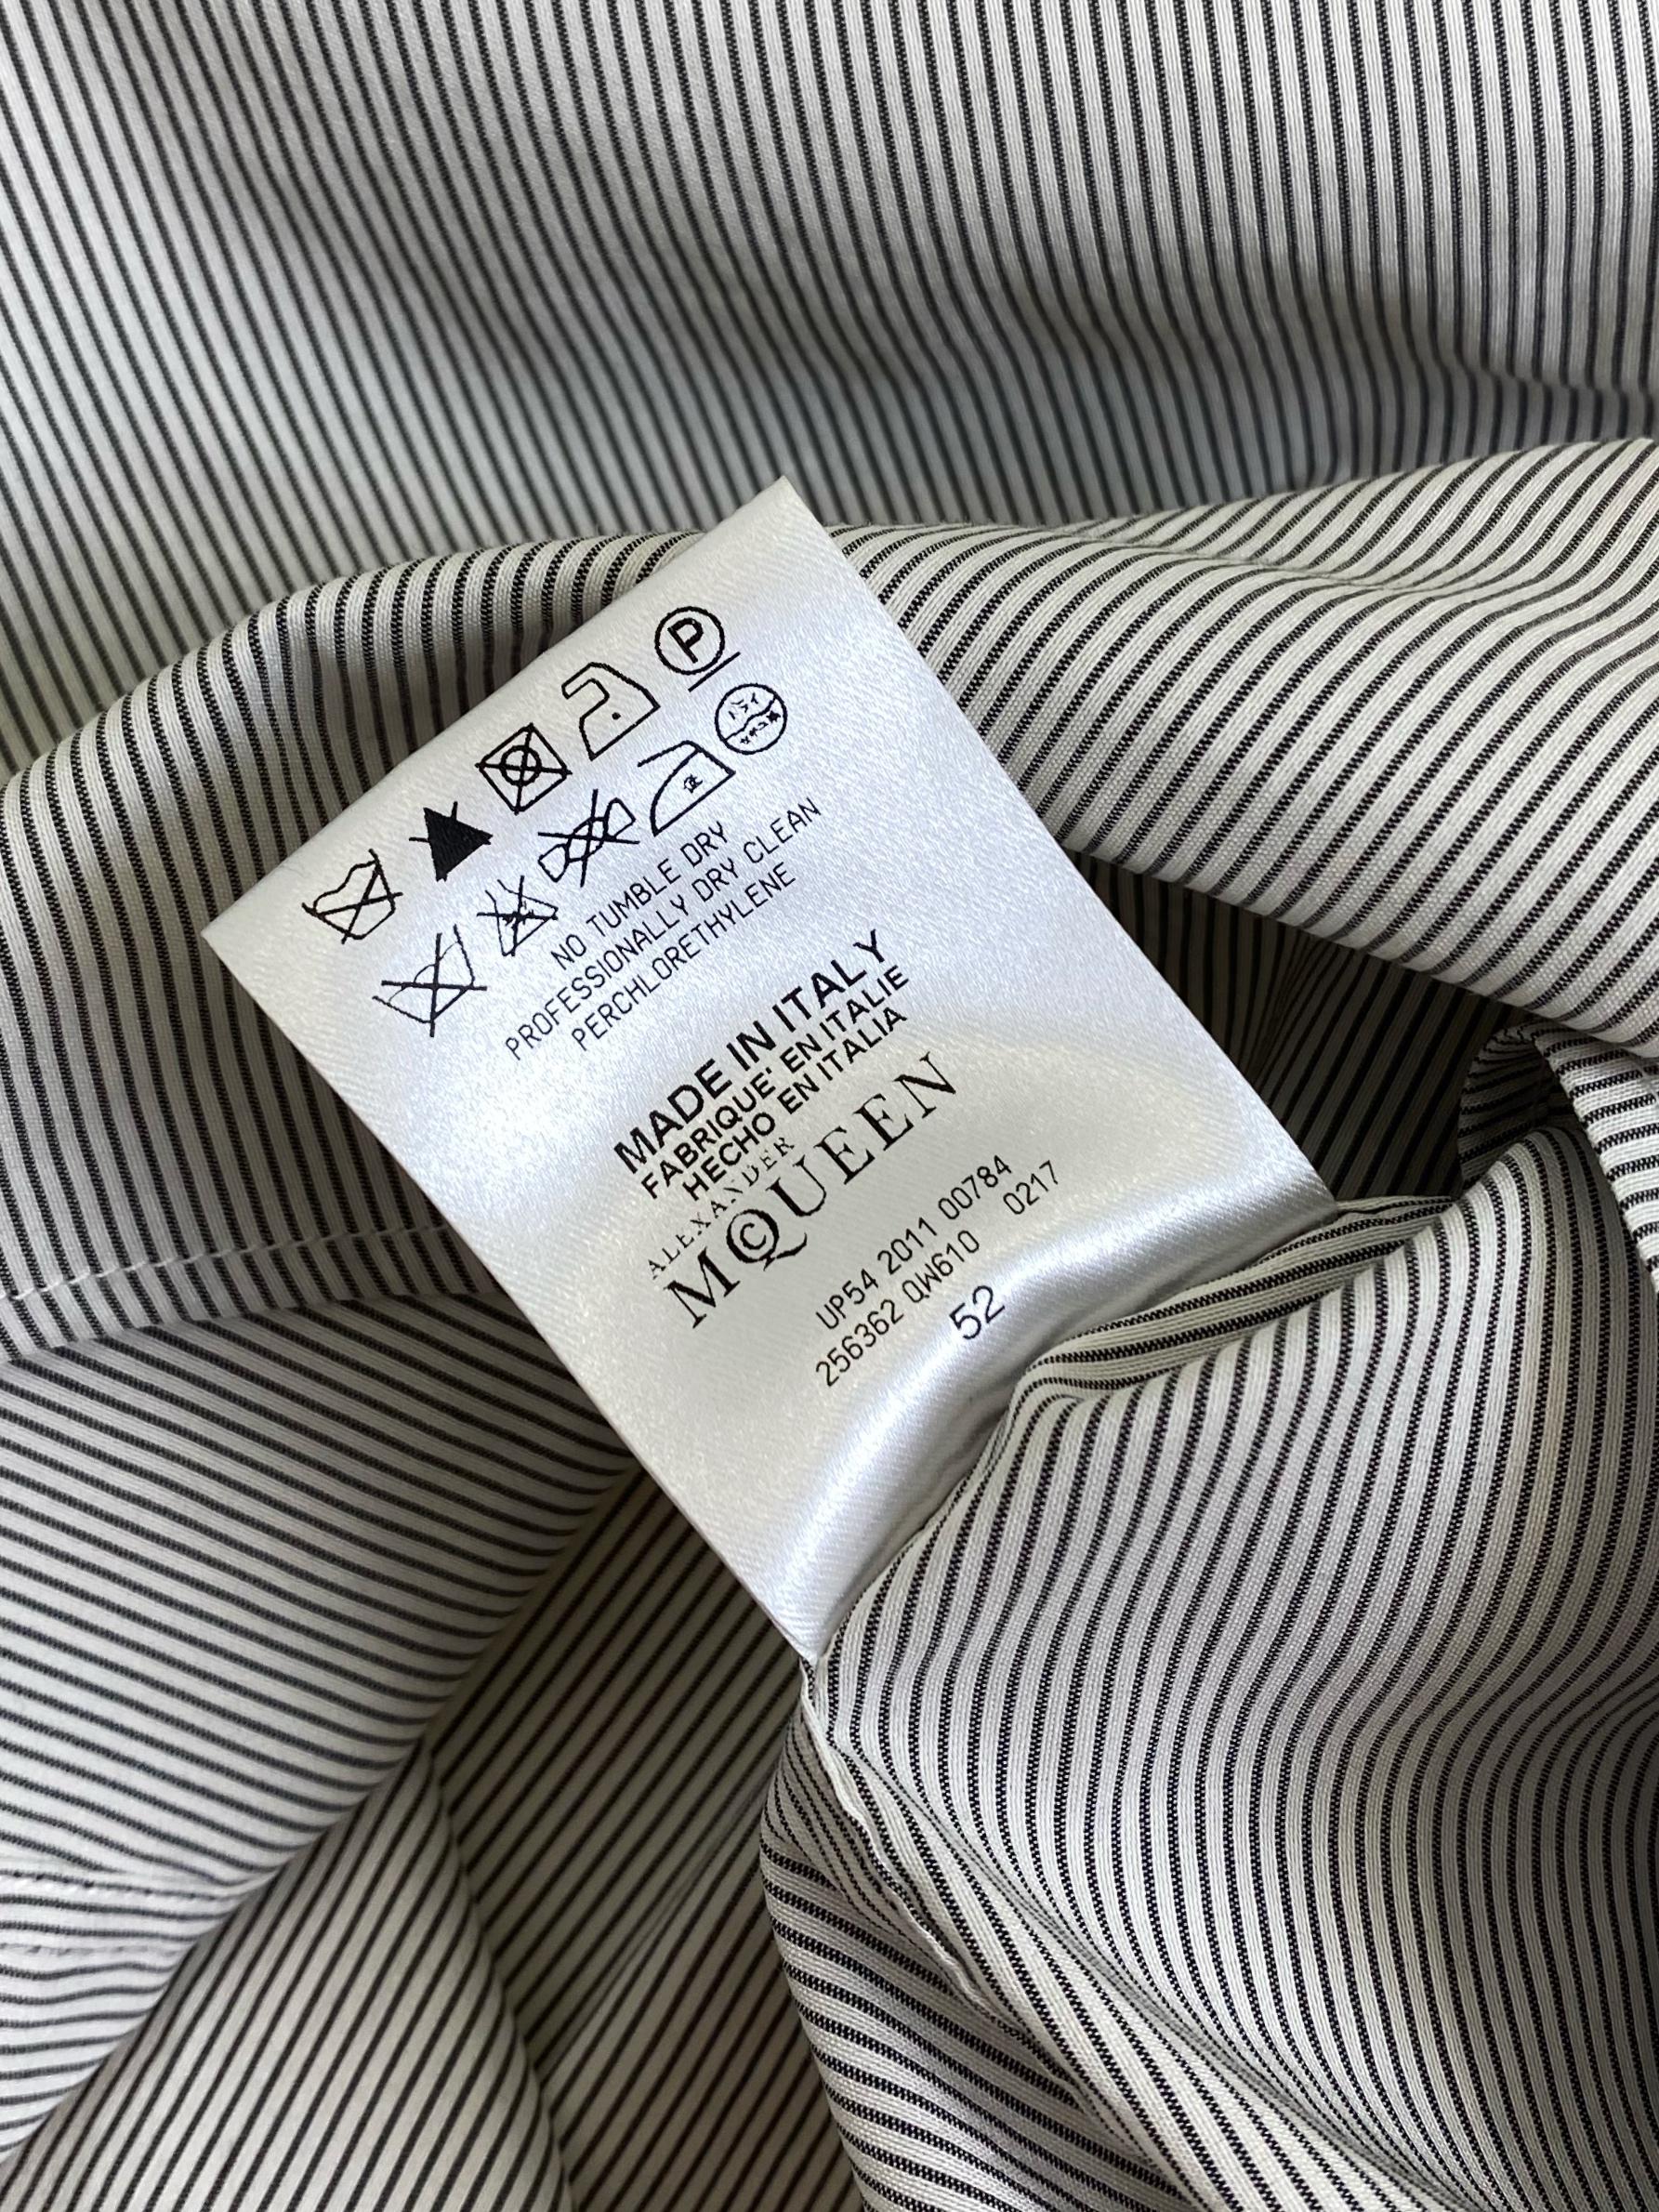 P
NO TUMBLE DRY
PROFESSIONALLY DRY CLEAN
PERCHLORETHYLENE
MADE IN ITALY
FABRIQUE' EN ITALIE
HECHO EN ITALIA
ALEXANDER
MCQUEEN
UP54 2011 00784
256362 QW610 0217
52